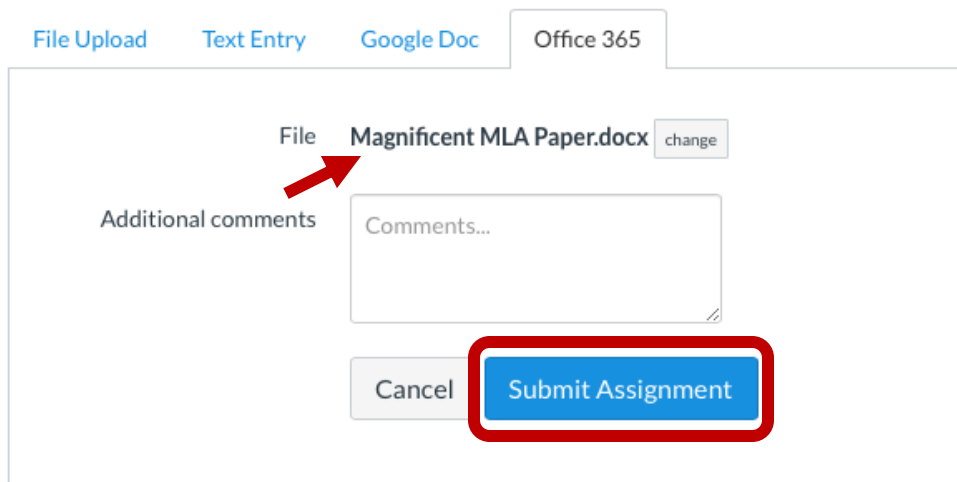 File Upload Text Entry Google Doc Office 365
File Magnificent MLA Paper.docx change
Additional comments Comments...
Cancel Submit Assignment